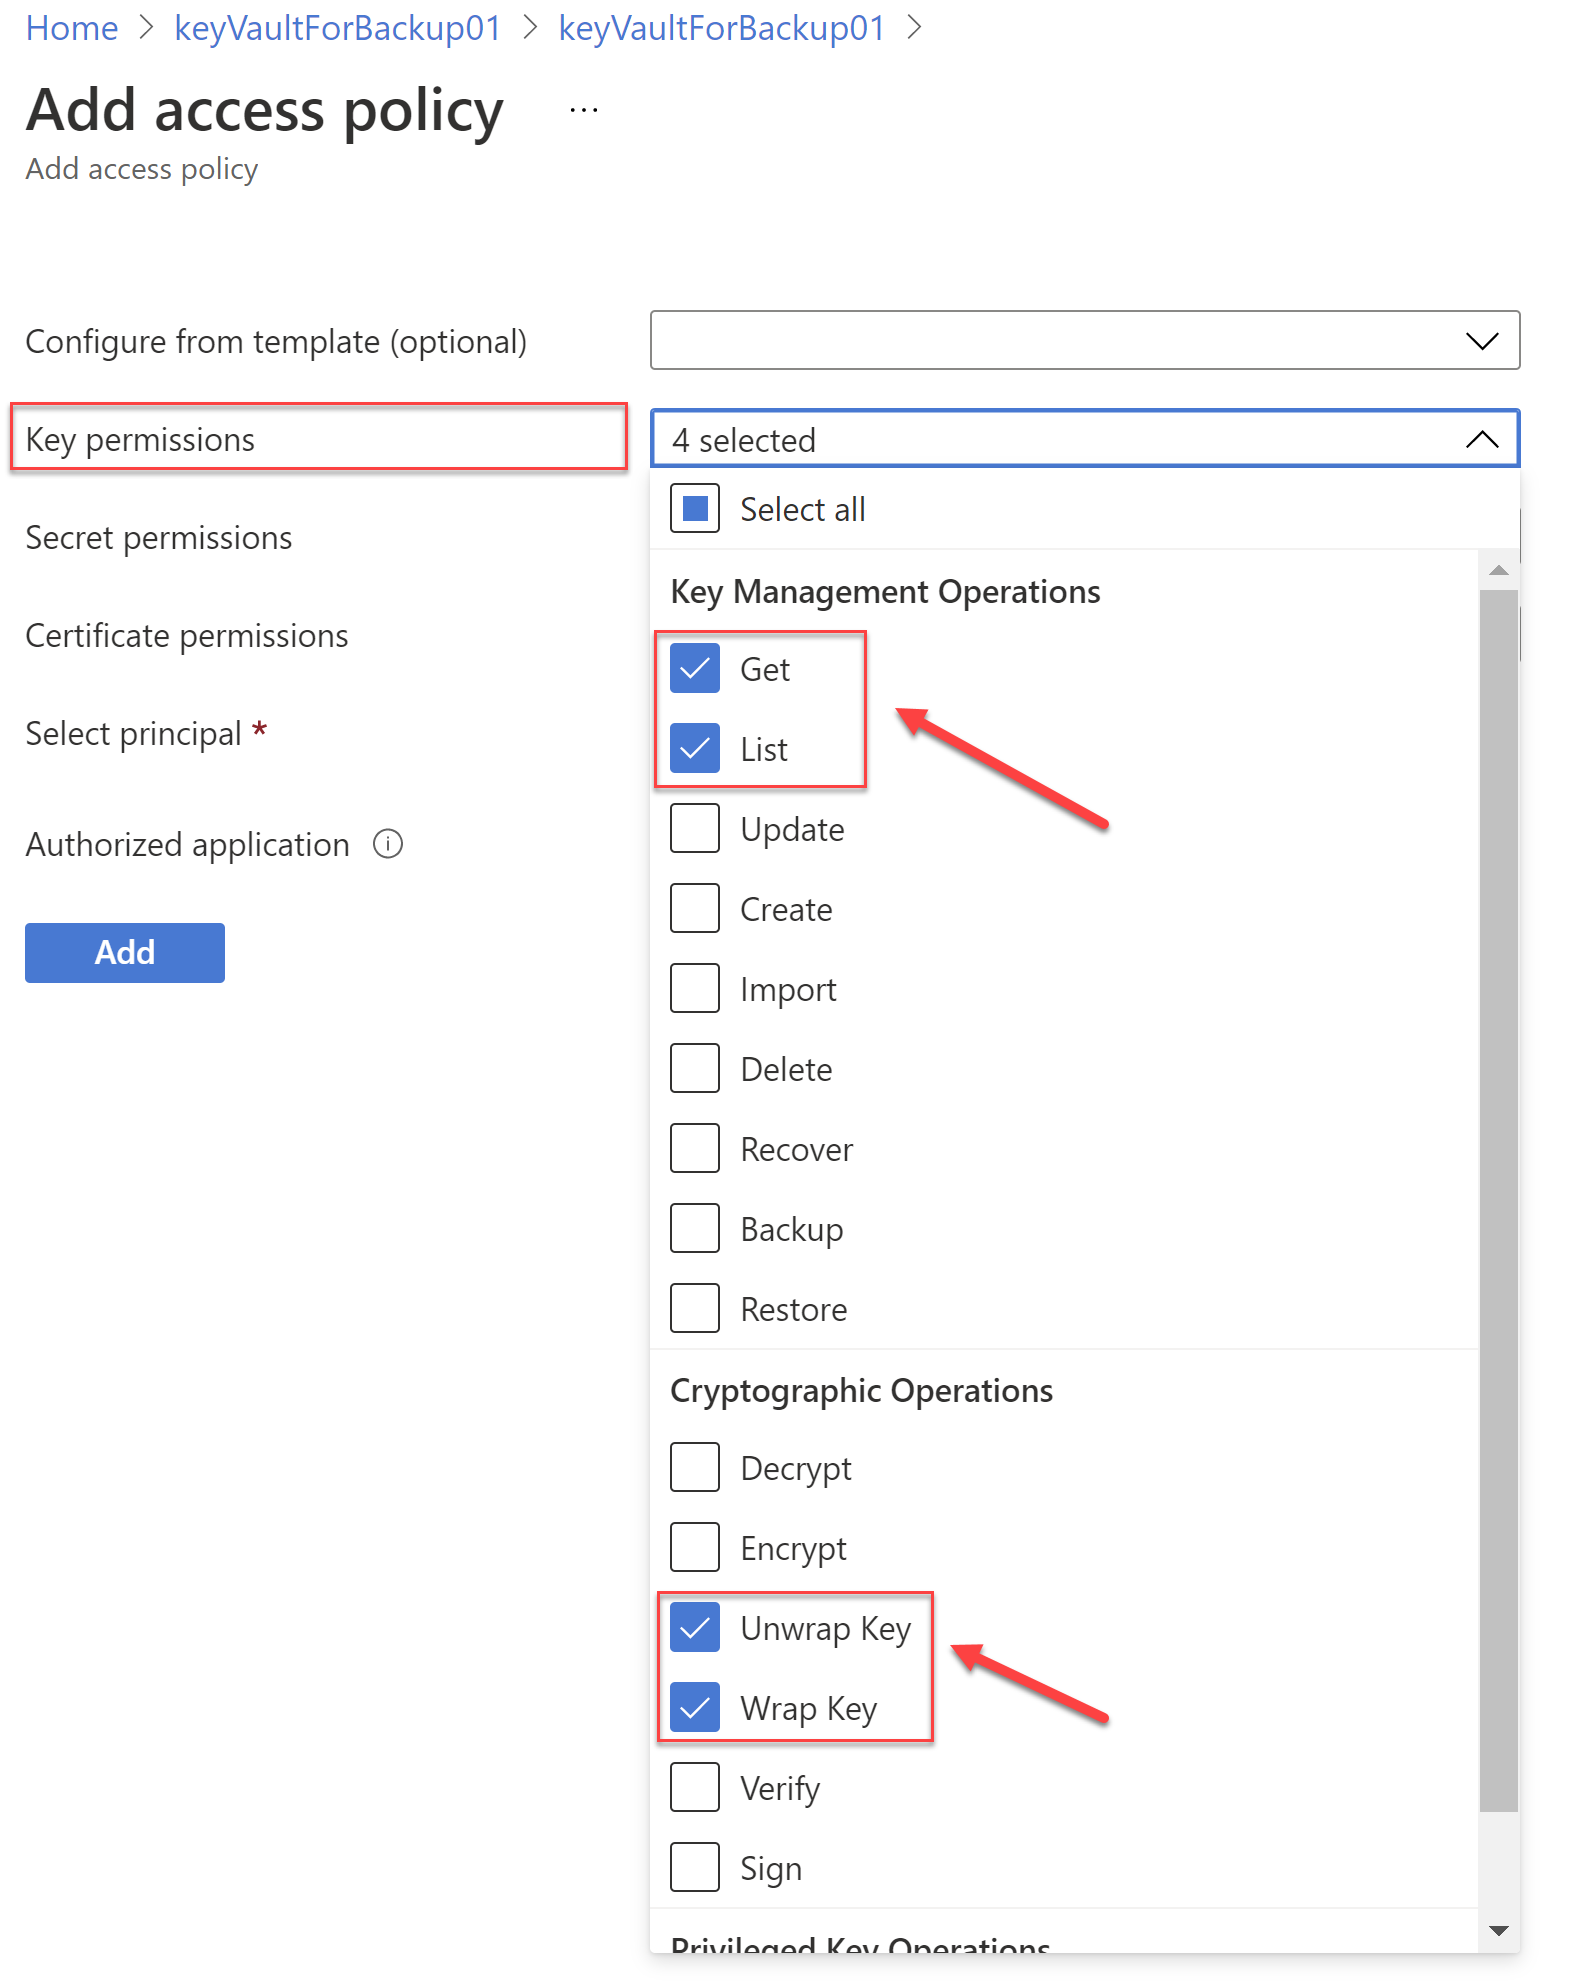 Home > keyVaultForBackup01 > keyVaultForBackup01 >
Add access policy ...
Add access policy
Configure from template (optional)
Key permissions
4 selected
Select all
Secret permissions
Key Management Operations
Certificate permissions
Get
Select principal *
List
Update
Authorized application
Create
Add
Import
Delete
Recover
Backup
Restore
Cryptographic Operations
Decrypt
Encrypt
Unwrap Key
Wrap Key
Verify
Sign
Privileged Key Operations